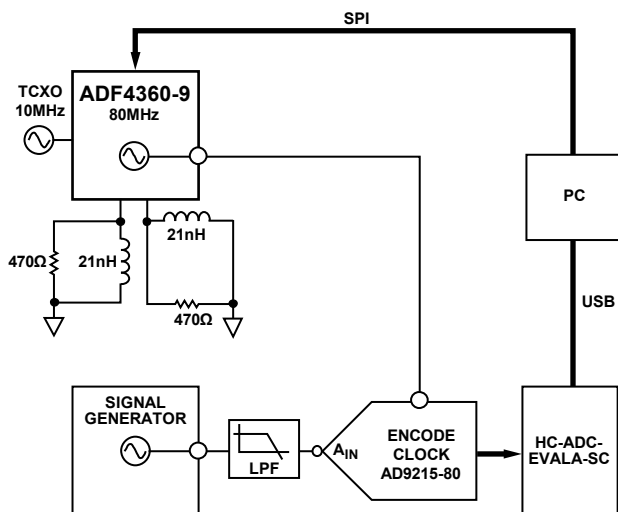 SPI
TCXO
10MHz
ADF4360-9
80MHz
PC
21nH
470Ω
21nH
470Ω
USB
SIGNAL
GENERATOR
LPF
AIN
ENCODE
CLOCK
AD9215-80
HC-ADC-
EVALA-SC